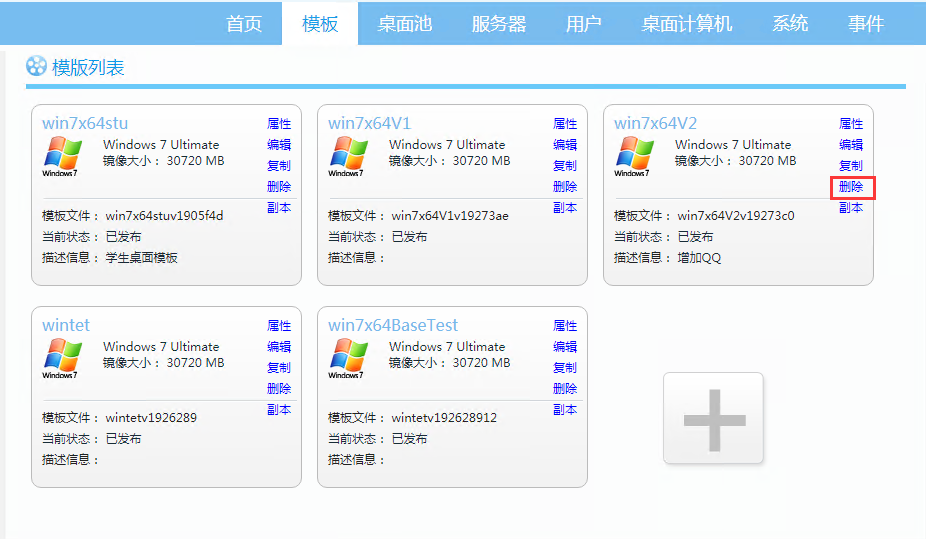 首页 模板 桌面池 服务器 用户 桌面计算机 系统 事件
模版列表
win7x64stu
属性
Windows 7 Ultimate
编辑
镜像大小： 30720 MB
复制
Windows 7
删除
副本
模板文件： win7x64stuv1905f4d
当前状态： 已发布
描述信息： 学生桌面模板
win7x64V1
属性
Windows 7 Ultimate
编辑
镜像大小： 30720 MB
复制
Windows 7
删除
副本
模板文件： win7x64V1v19273ae
当前状态： 已发布
描述信息：
win7x64V2
属性
Windows 7 Ultimate
编辑
镜像大小： 30720 MB
复制
Windows 7
删除
副本
模板文件： win7x64V2v19273c0
当前状态： 已发布
描述信息： 增加QQ
wintet
属性
Windows 7 Ultimate
编辑
镜像大小： 30720 MB
复制
Windows 7
删除
副本
模板文件： wintetv1926289
当前状态： 已发布
描述信息：
win7x64BaseTest
属性
Windows 7 Ultimate
编辑
镜像大小： 30720 MB
复制
Windows 7
删除
副本
模板文件： wintetv192628912
当前状态： 已发布
描述信息：